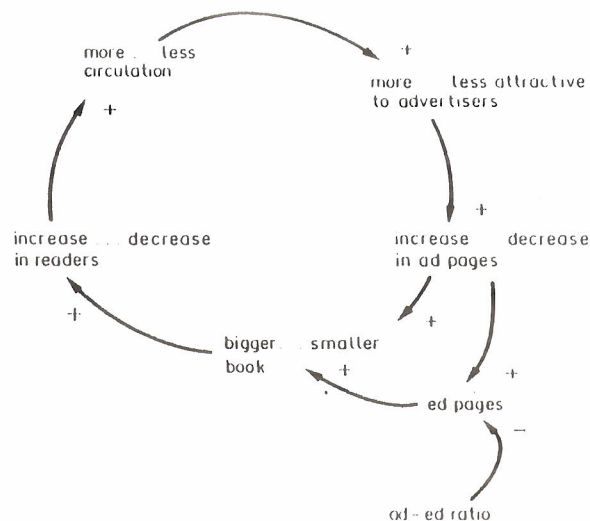 more . . less
circulation
+
more less attractive
to advertisers
+
+
increase ... decrease
in readers
increase decrease
in ad pages
+
+
+
bigger ... smaller
book
+
+
ed pages
−
ad-ed ratio